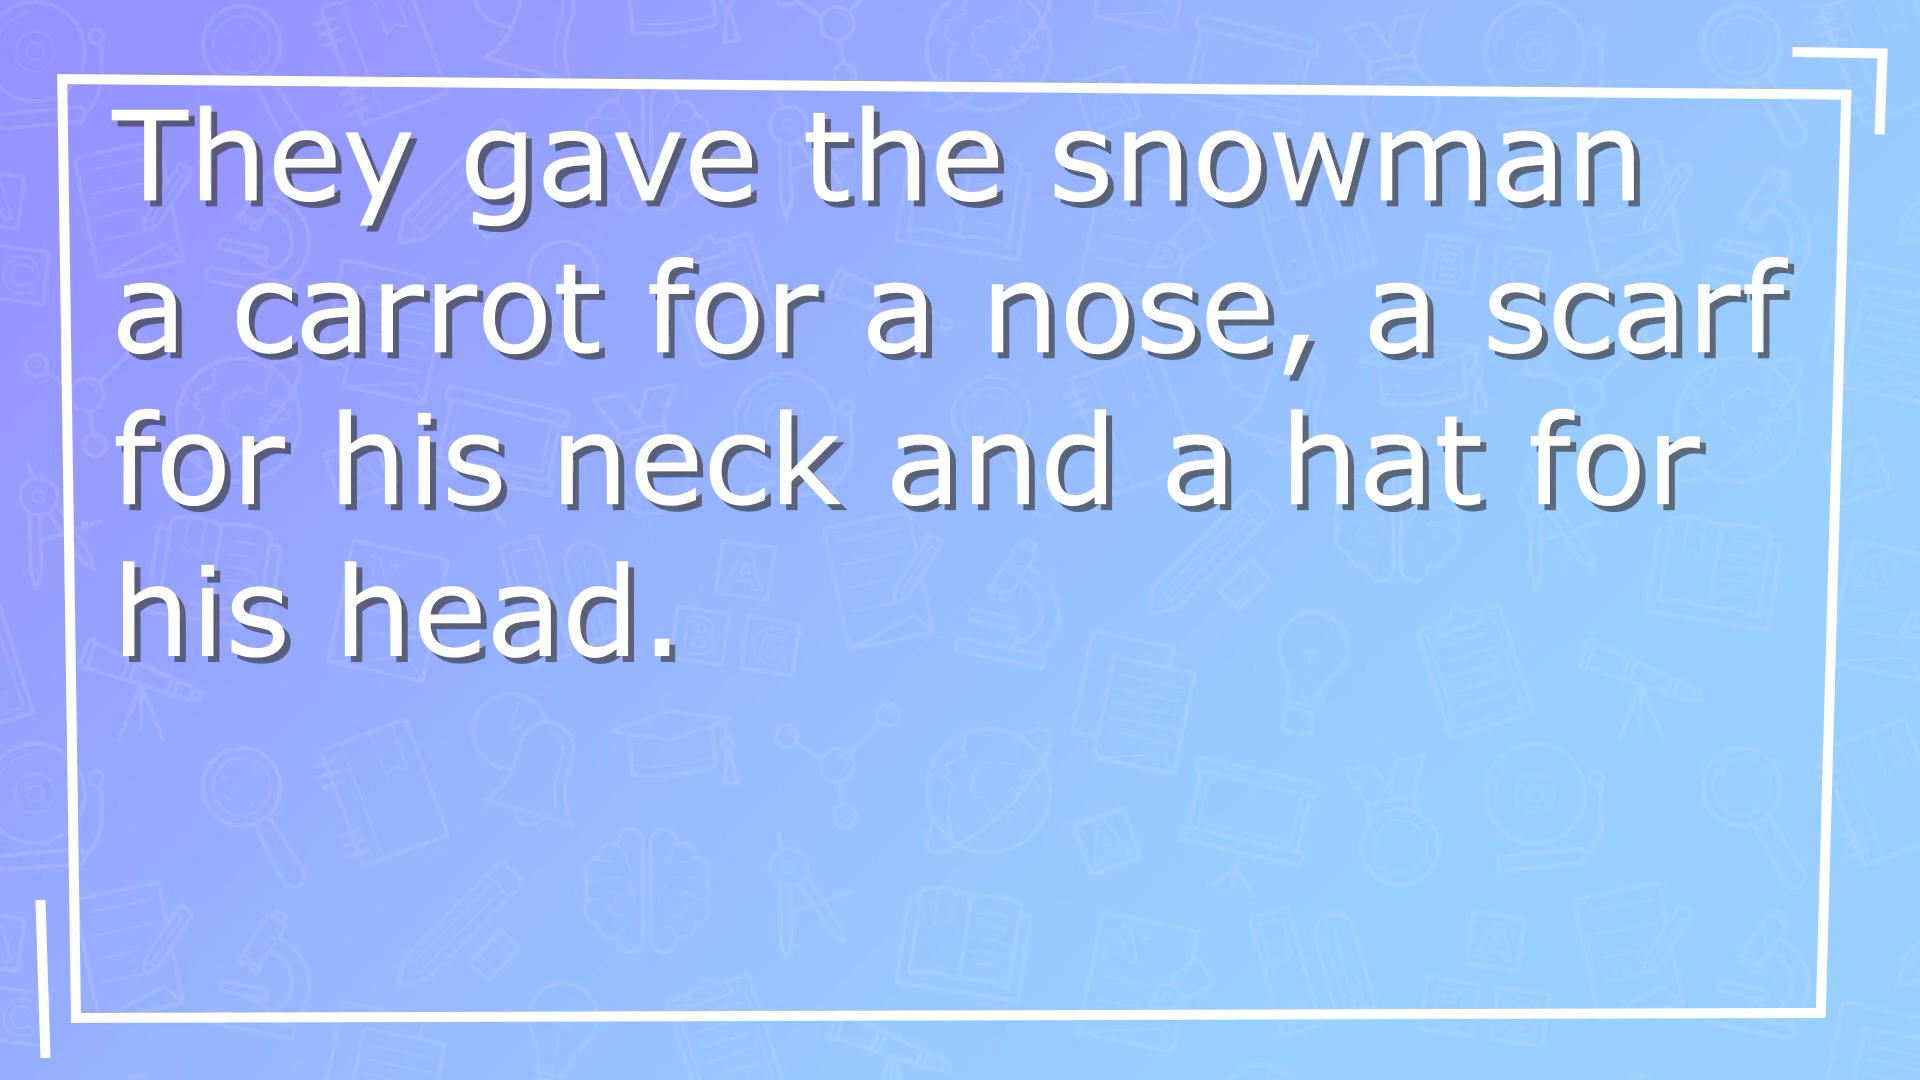 They gave the snowman
a carrot for a nose, a scarf
for his neck and a hat for
his head.